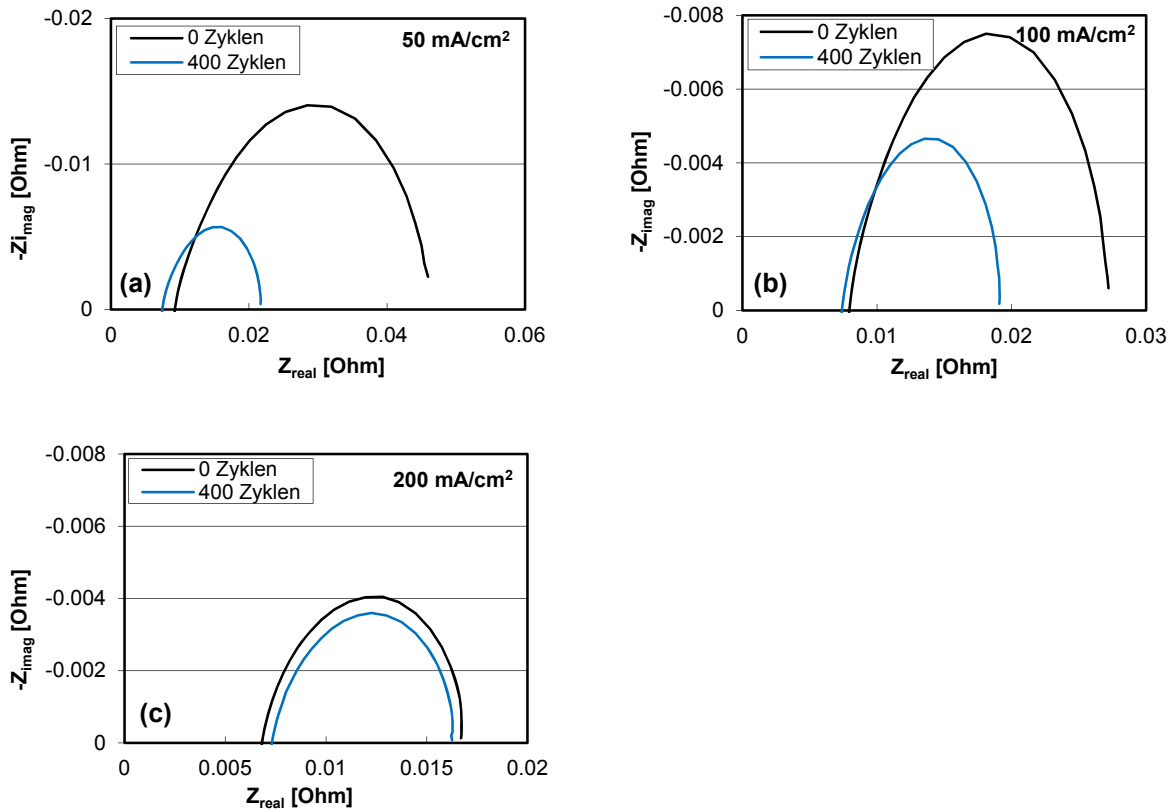 -0.02
0 Zyklen
400 Zyklen
50 mA/cm²
-0.01
0
-Zi_imag [Ohm]
(a)
0 0.02 0.04 0.06
Z_real [Ohm]
-0.008
0 Zyklen
400 Zyklen
100 mA/cm²
-0.006
-0.004
-0.002
0
-Z_imag [Ohm]
(b)
0 0.01 0.02 0.03
Z_real [Ohm]
-0.008
0 Zyklen
400 Zyklen
200 mA/cm²
-0.006
-0.004
-0.002
0
-Z_imag [Ohm]
(c)
0 0.005 0.01 0.015 0.02
Z_real [Ohm]